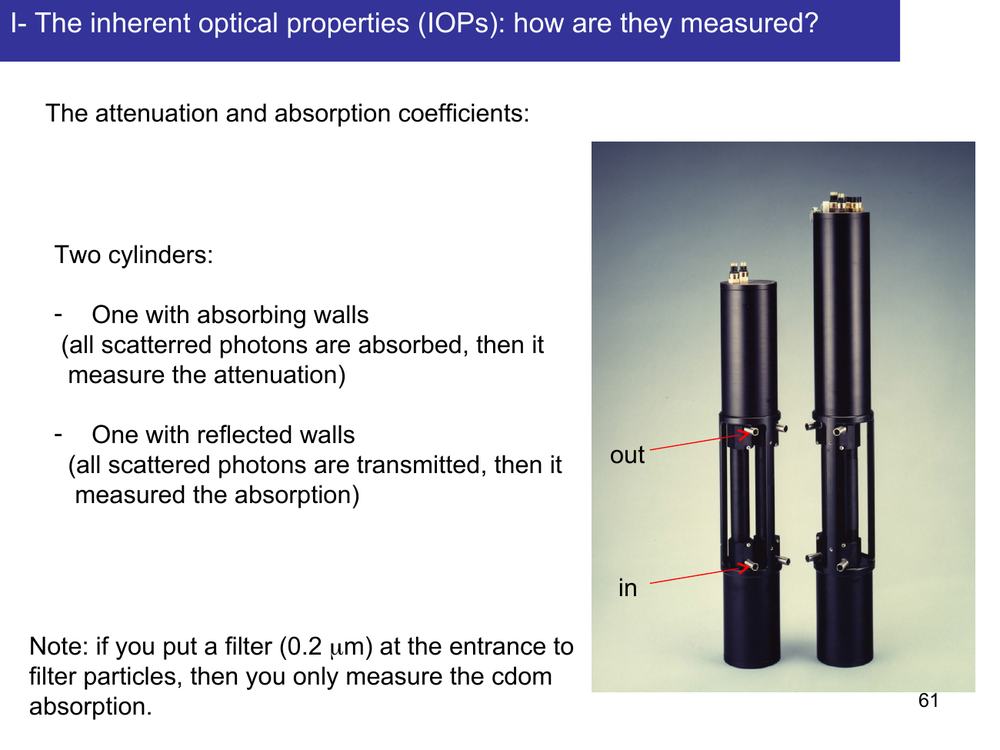 I- The inherent optical properties (IOPs): how are they measured?
The attenuation and absorption coefficients:
Two cylinders:
- One with absorbing walls
(all scatterred photons are absorbed, then it
measure the attenuation)
- One with reflected walls
(all scattered photons are transmitted, then it
measured the absorption)
out
in
Note: if you put a filter (0.2 μm) at the entrance to
filter particles, then you only measure the cdom
absorption.
61